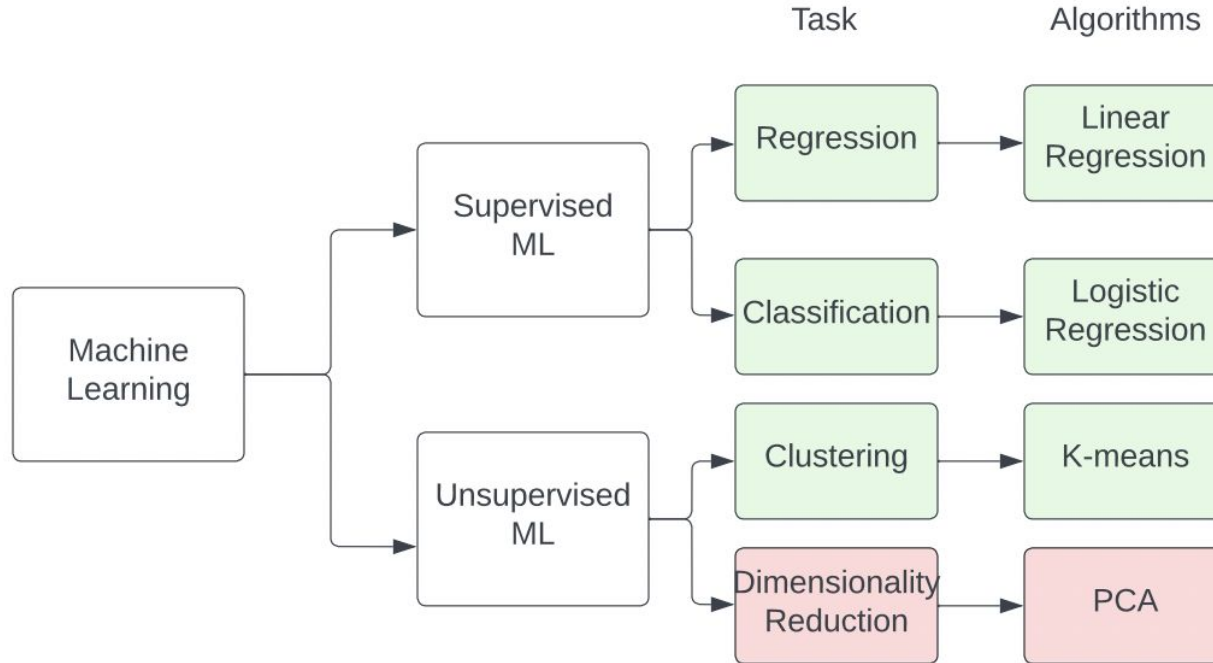 Task
Algorithms
Machine
Learning
Supervised
ML
Unsupervised
ML
Regression
Linear
Regression
Classification
Logistic
Regression
Clustering
K-means
Dimensionality
Reduction
PCA